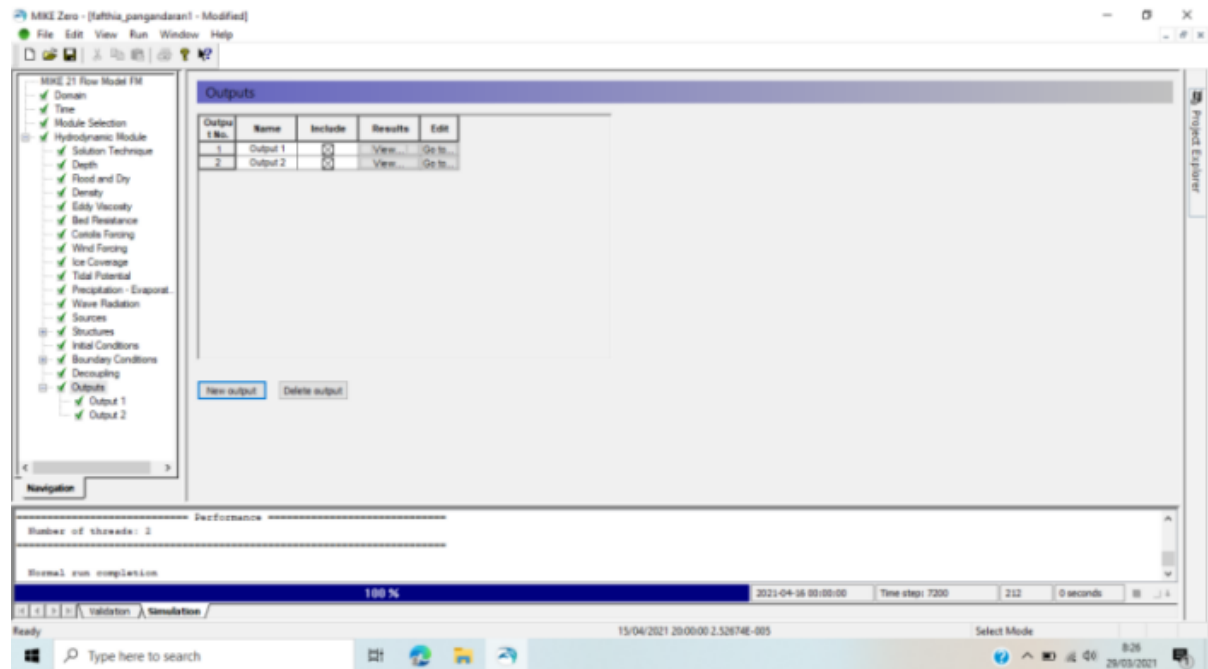 MIKE Zero - [fafthia_pangandaran1 - Modified]
File Edit View Run Window Help
MIKE 21 Flow Model FM
Domain
Time
Module Selection
Hydrodynamic Module
Solution Technique
Depth
Flood and Dry
Density
Eddy Viscosity
Bed Resistance
Coriolis Forcing
Wind Forcing
Ice Coverage
Tidal Potential
Precipitation - Evaporat..
Wave Radiation
Sources
Structures
Initial Conditions
Boundary Conditions
Decoupling
Outputs
Output 1
Output 2
Navigation
Outputs
Outpu t No. Name Include Results Edit
1 Output 1 View... Go to...
2 Output 2 View... Go to...
New output Delete output
Project Explorer
Performance
Number of threads: 2
Normal run completion
100 % 2021-04-16 00:00:00 Time step: 7200 212 0 seconds
Validation Simulation
Ready 15/04/2021 20:00:00 2.52674E-005 Select Mode
Type here to search 8:26
29/03/2021